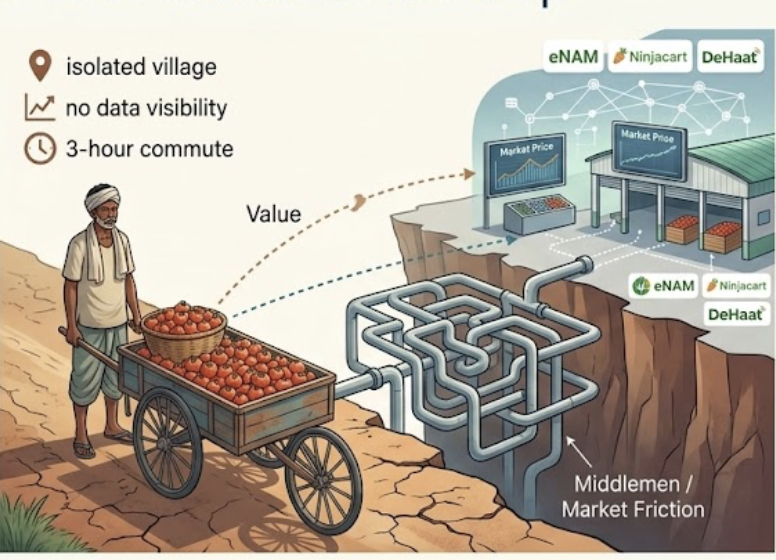 isolated village
no data visibility
3-hour commute
eNAM
Ninjacart
DeHaat
Market Price
Market Price
Value
eNAM
Ninjacart
DeHaat
Middlemen /
Market Friction